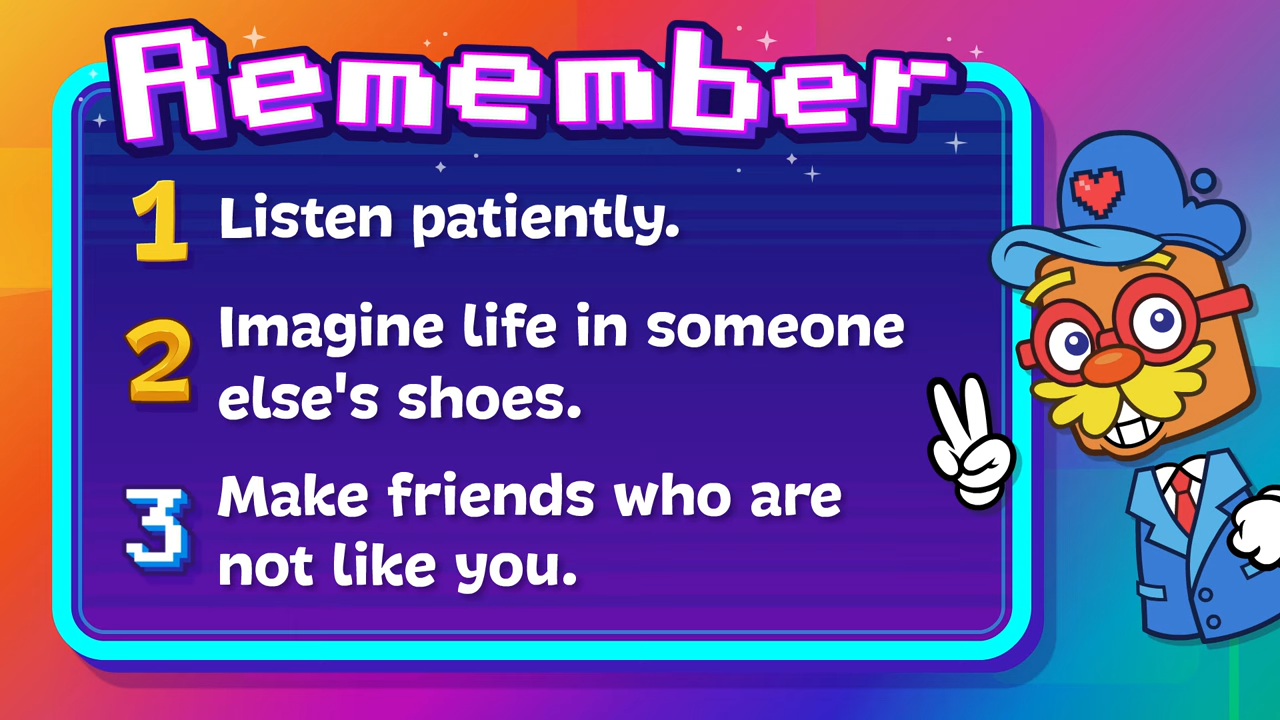 Remember
1 Listen patiently.
2 Imagine life in someone
else's shoes.
3 Make friends who are
not like you.